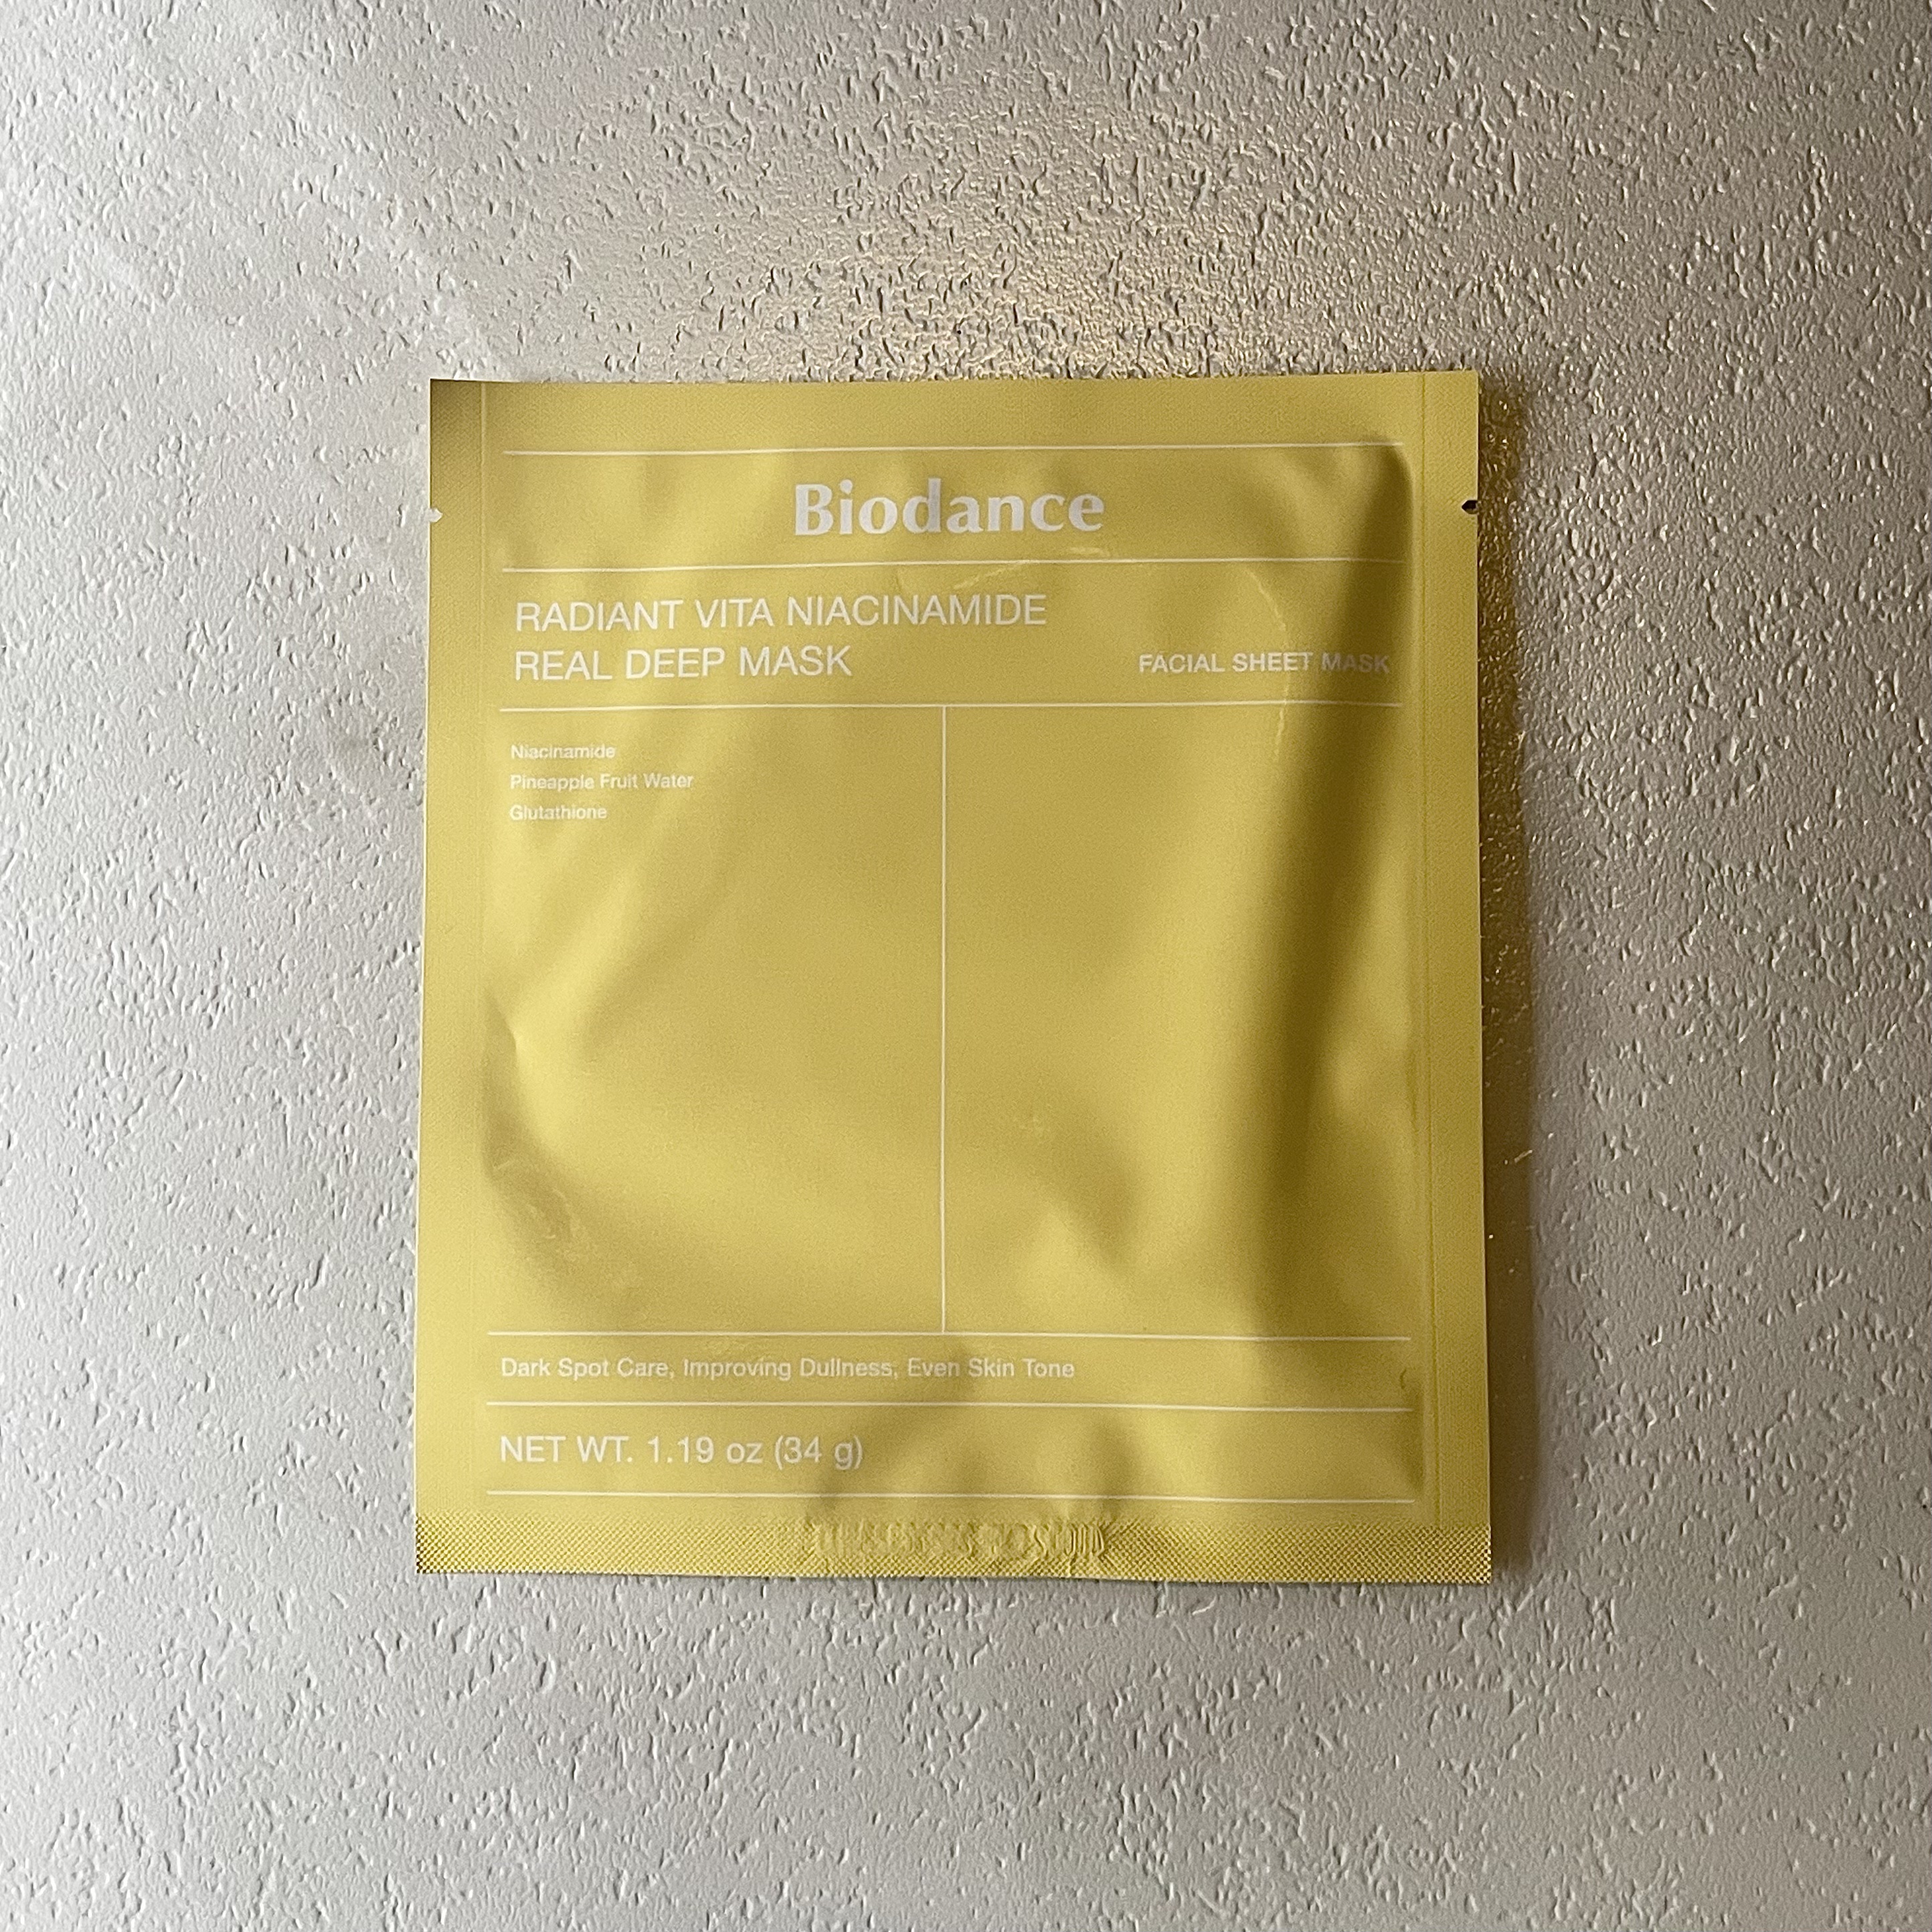 Biodance
RADIANT VITA NIACINAMIDE
REAL DEEP MASK
FACIAL SHEET MASK
Niacinamide
Pineapple Fruit Water
Glutathione
Dark Spot Care, Improving Dullness, Even Skin Tone
NET WT. 1.19 oz (34 g)